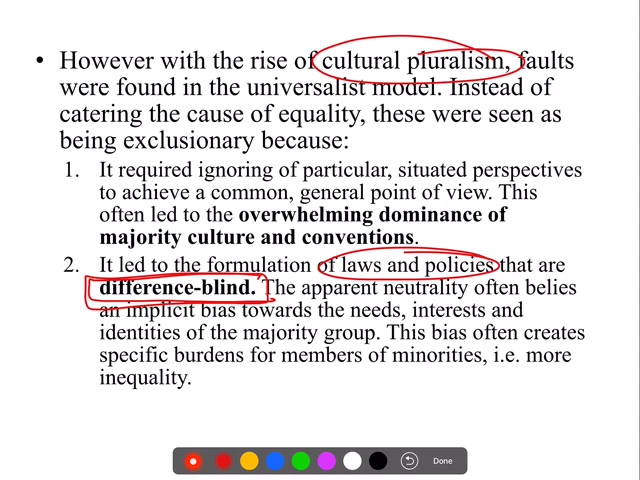 • However with the rise of cultural pluralism, faults
were found in the universalist model. Instead of
catering the cause of equality, these were seen as
being exclusionary because:
1. It required ignoring of particular, situated perspectives
to achieve a common, general point of view. This
often led to the overwhelming dominance of
majority culture and conventions.
2. It led to the formulation of laws and policies that are
difference-blind. The apparent neutrality often belies
an implicit bias towards the needs, interests and
identities of the majority group. This bias often creates
specific burdens for members of minorities, i.e. more
inequality.
Done